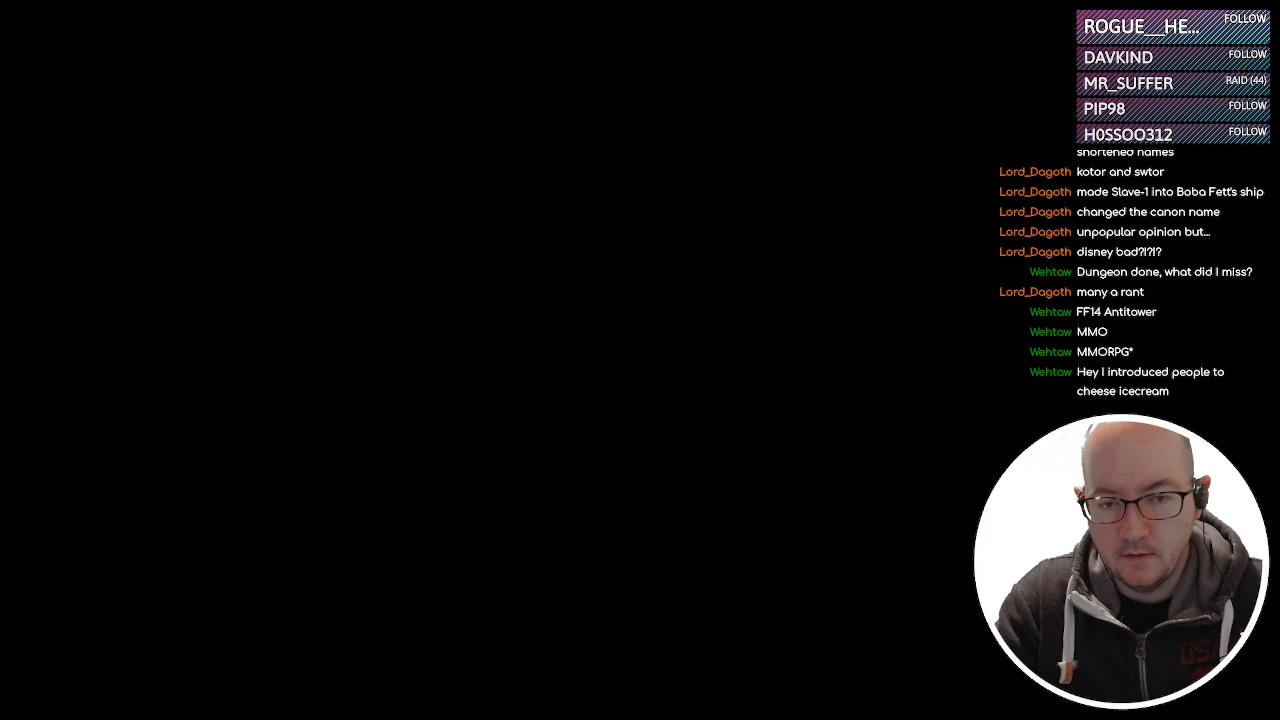 ROGUE__HE... FOLLOW
DAVKIND FOLLOW
MR_SUFFER RAID (44)
PIP98 FOLLOW
H0SSOO312 FOLLOW
shortened names
Lord_Dagoth kotor and swtor
Lord_Dagoth made Slave-1 into Boba Fett's ship
Lord_Dagoth changed the canon name
Lord_Dagoth unpopular opinion but...
Lord_Dagoth disney bad?!?!?
Wehtaw Dungeon done, what did I miss?
Lord_Dagoth many a rant
Wehtaw FF14 Antitower
Wehtaw MMO
Wehtaw MMORPG*
Wehtaw Hey I introduced people to
cheese icecream